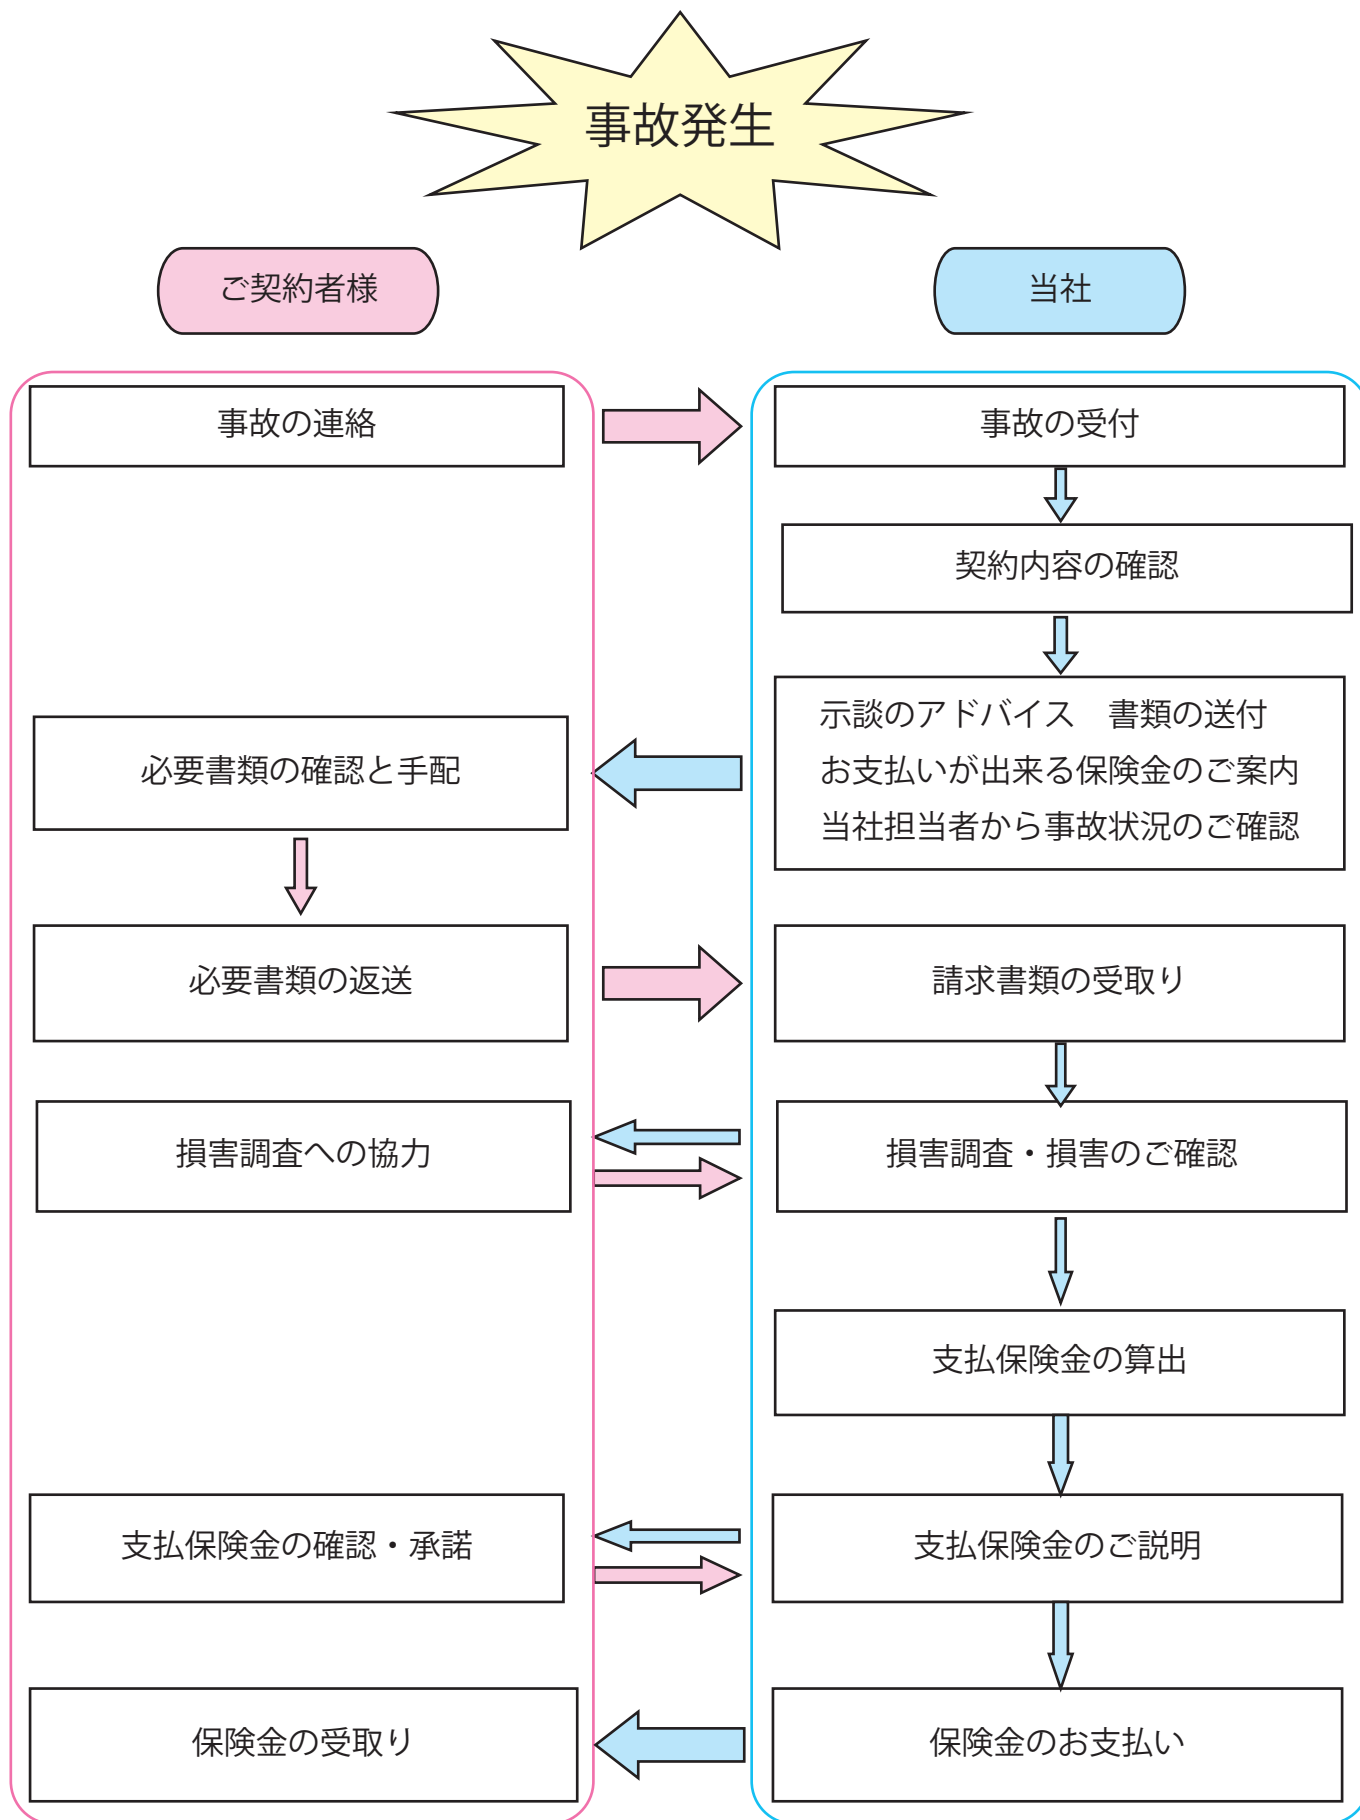 事故発生
ご契約者様
当社
事故の連絡
事故の受付
契約内容の確認
示談のアドバイス　書類の送付
お支払いが出来る保険金のご案内
当社担当者から事故状況のご確認
必要書類の確認と手配
必要書類の返送
請求書類の受取り
損害調査への協力
損害調査・損害のご確認
支払保険金の算出
支払保険金の確認・承諾
支払保険金のご説明
保険金の受取り
保険金のお支払い